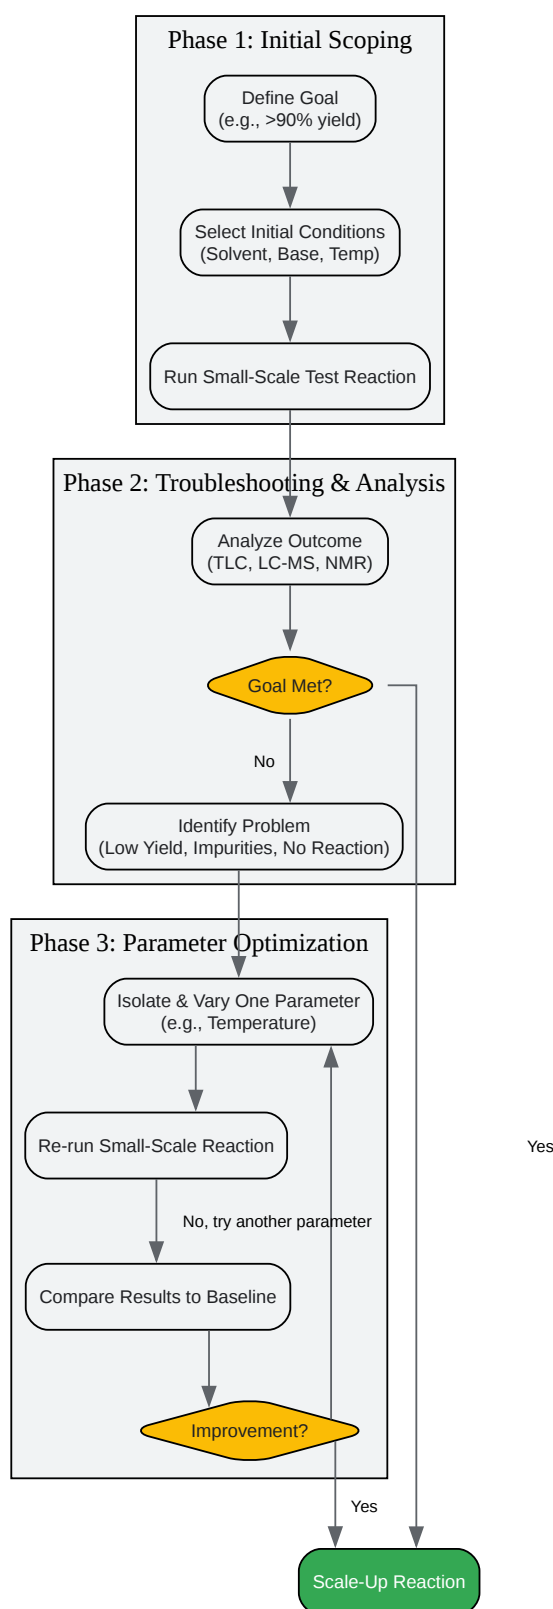 Phase 1: Initial Scoping
Define Goal
(e.g., >90% yield)
Select Initial Conditions
(Solvent, Base, Temp)
Run Small-Scale Test Reaction
Phase 2: Troubleshooting & Analysis
Analyze Outcome
(TLC, LC-MS, NMR)
Goal Met?
No
Identify Problem
(Low Yield, Impurities, No Reaction)
Phase 3: Parameter Optimization
Isolate & Vary One Parameter
(e.g., Temperature)
Re-run Small-Scale Reaction
Yes
No, try another parameter
Compare Results to Baseline
Improvement?
Yes
Scale-Up Reaction